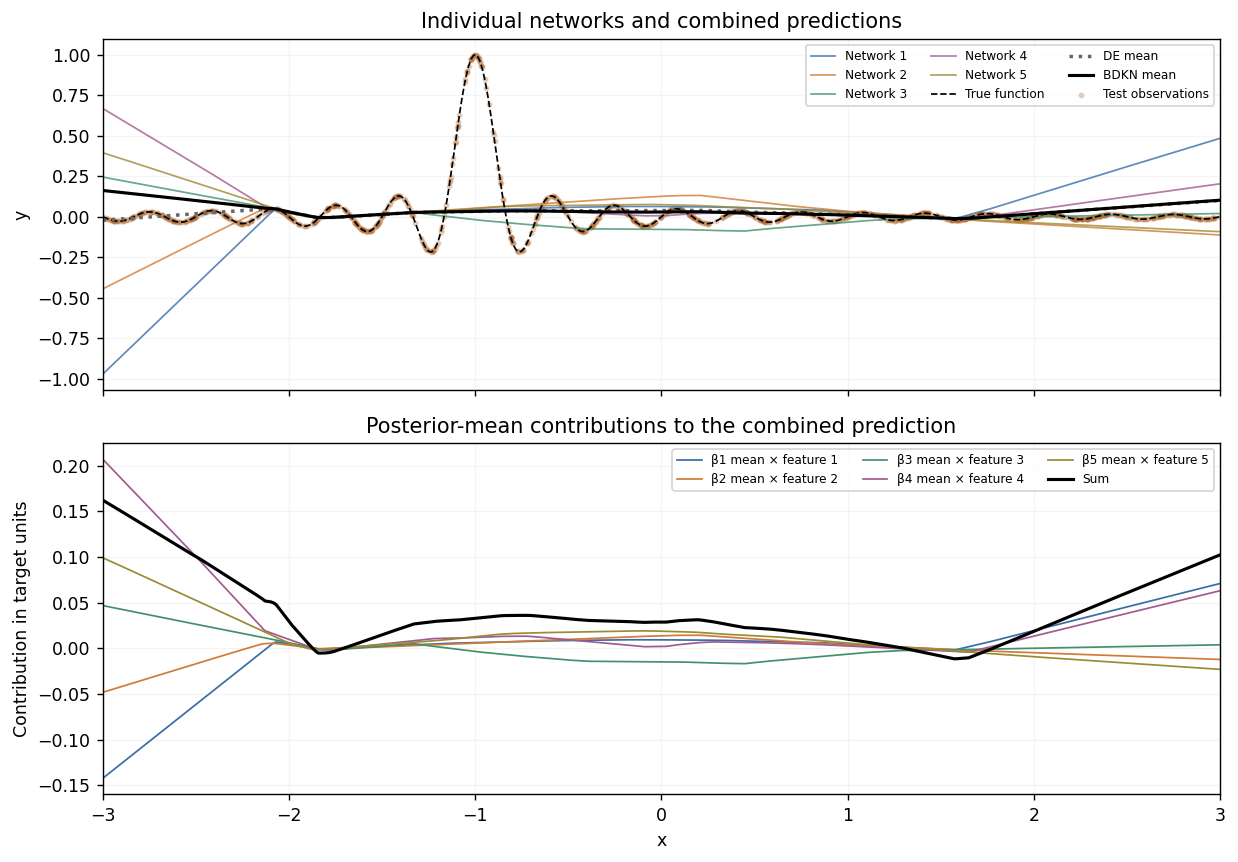 Individual networks and combined predictions
Network 1 Network 4 DE mean
Network 2 Network 5 BDKN mean
Network 3 True function Test observations
1.00
0.75
0.50
0.25
0.00
−0.25
−0.50
−0.75
−1.00
y
Posterior-mean contributions to the combined prediction
β1 mean × feature 1 β3 mean × feature 3 β5 mean × feature 5
β2 mean × feature 2 β4 mean × feature 4 Sum
0.20
0.15
0.10
0.05
0.00
−0.05
−0.10
−0.15
Contribution in target units
−3 −2 −1 0 1 2 3
x